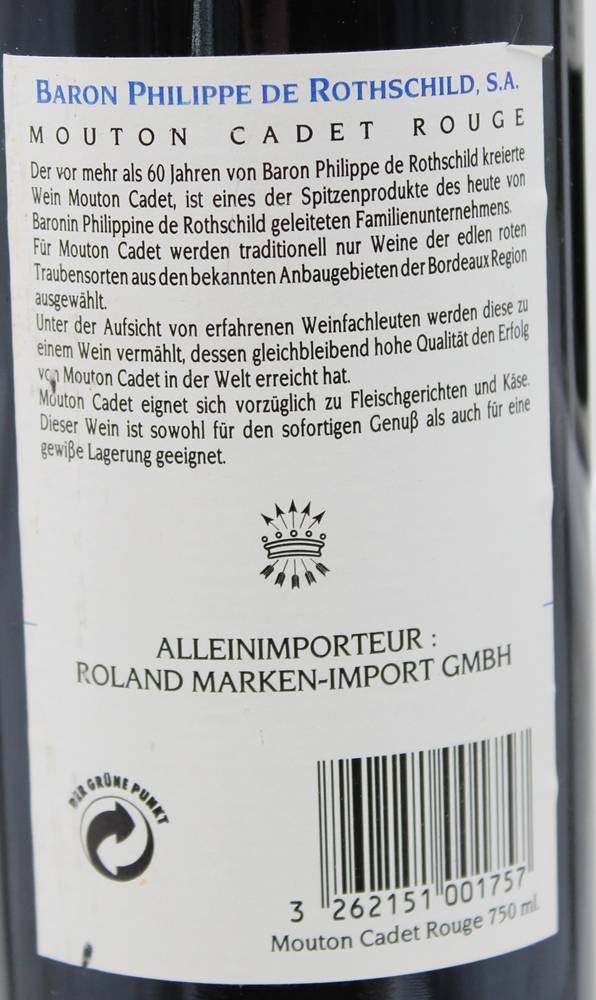 BARON PHILIPPE DE ROTHSCHILD, S.A.
MOUTON CADET ROUGE
Der vor mehr als 60 Jahren von Baron Philippe de Rothschild kreierte
Wein Mouton Cadet, ist eines der Spitzenprodukte des heute von
Baronin Philippine de Rothschild geleiteten Familienunternehmens.
Für Mouton Cadet werden traditionell nur Weine der edlen roten
Traubensorten aus den bekannten Anbaugebieten der Bordeaux Region
ausgewählt.
Unter der Aufsicht von erfahrenen Weinfachleuten werden diese zu
einem Wein vermählt, dessen gleichbleibend hohe Qualität den Erfolg
von Mouton Cadet in der Welt erreicht hat.
Mouton Cadet eignet sich vorzüglich zu Fleischgerichten und Käse.
Dieser Wein ist sowohl für den sofortigen Genuß als auch für eine
gewiße Lagerung geeignet.
ALLEINIMPORTEUR :
ROLAND MARKEN-IMPORT GMBH
DER GRÜNE PUNKT
3 262151 001757
Mouton Cadet Rouge 750 ml.